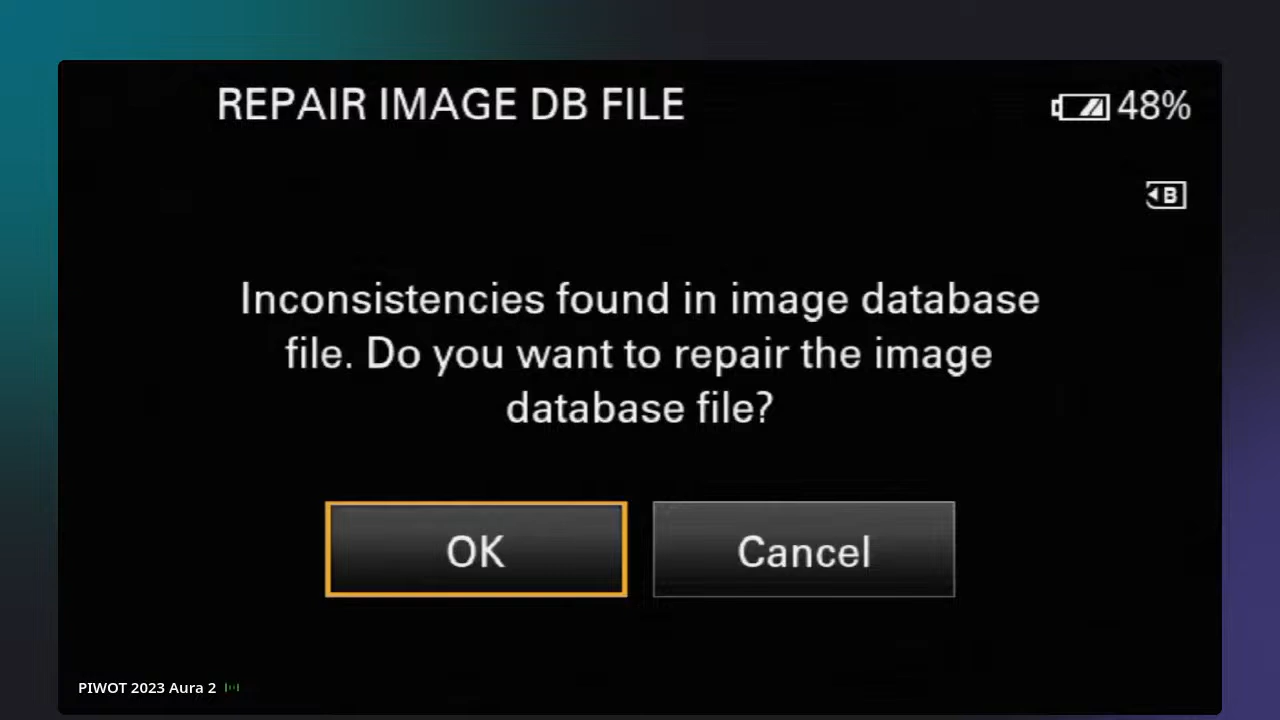 REPAIR IMAGE DB FILE
48%
B
Inconsistencies found in image database
file. Do you want to repair the image
database file?
OK
Cancel
PIWOT 2023 Aura 2